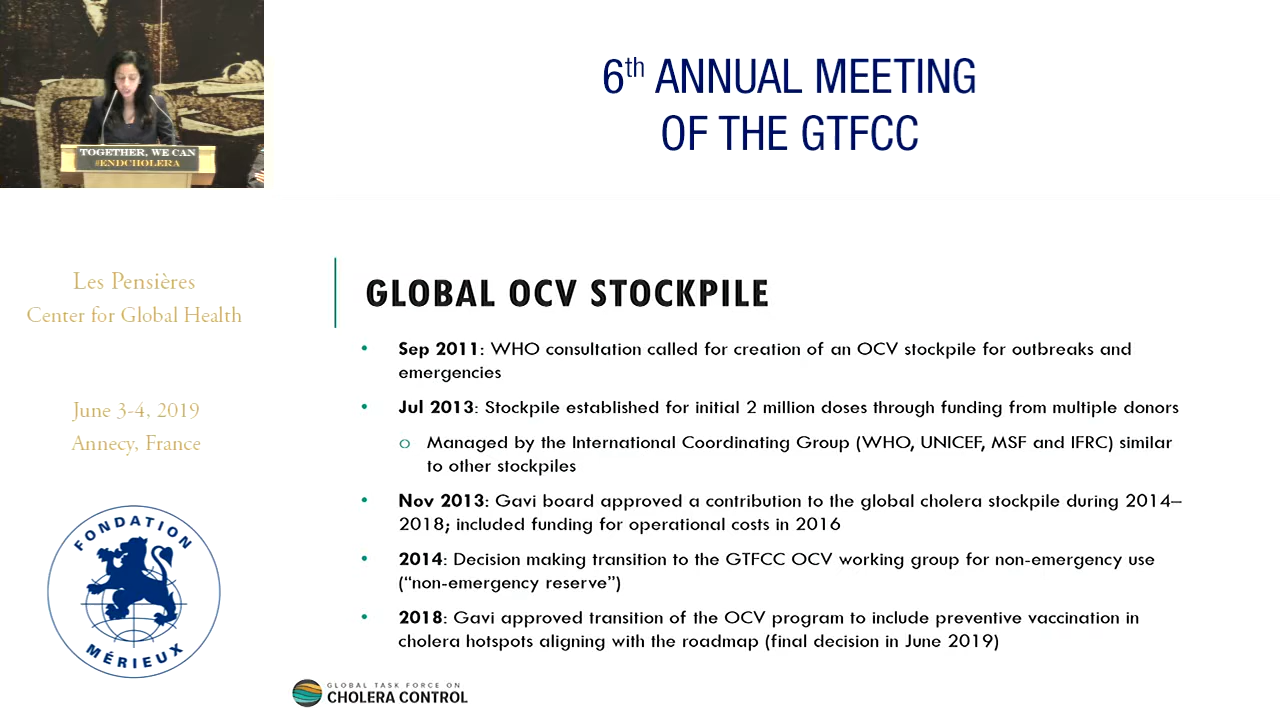 TOGETHER, WE CAN
#ENDCHOLERA
6th ANNUAL MEETING
OF THE GTFCC
Les Pensières
Center for Global Health
June 3-4, 2019
Annecy, France
FONDATION
MÉRIEUX
GLOBAL OCV STOCKPILE
• Sep 2011: WHO consultation called for creation of an OCV stockpile for outbreaks and
emergencies
• Jul 2013: Stockpile established for initial 2 million doses through funding from multiple donors
o Managed by the International Coordinating Group (WHO, UNICEF, MSF and IFRC) similar
to other stockpiles
• Nov 2013: Gavi board approved a contribution to the global cholera stockpile during 2014–
2018; included funding for operational costs in 2016
• 2014: Decision making transition to the GTFCC OCV working group for non-emergency use
(“non-emergency reserve”)
• 2018: Gavi approved transition of the OCV program to include preventive vaccination in
cholera hotspots aligning with the roadmap (final decision in June 2019)
GLOBAL TASK FORCE ON
CHOLERA CONTROL